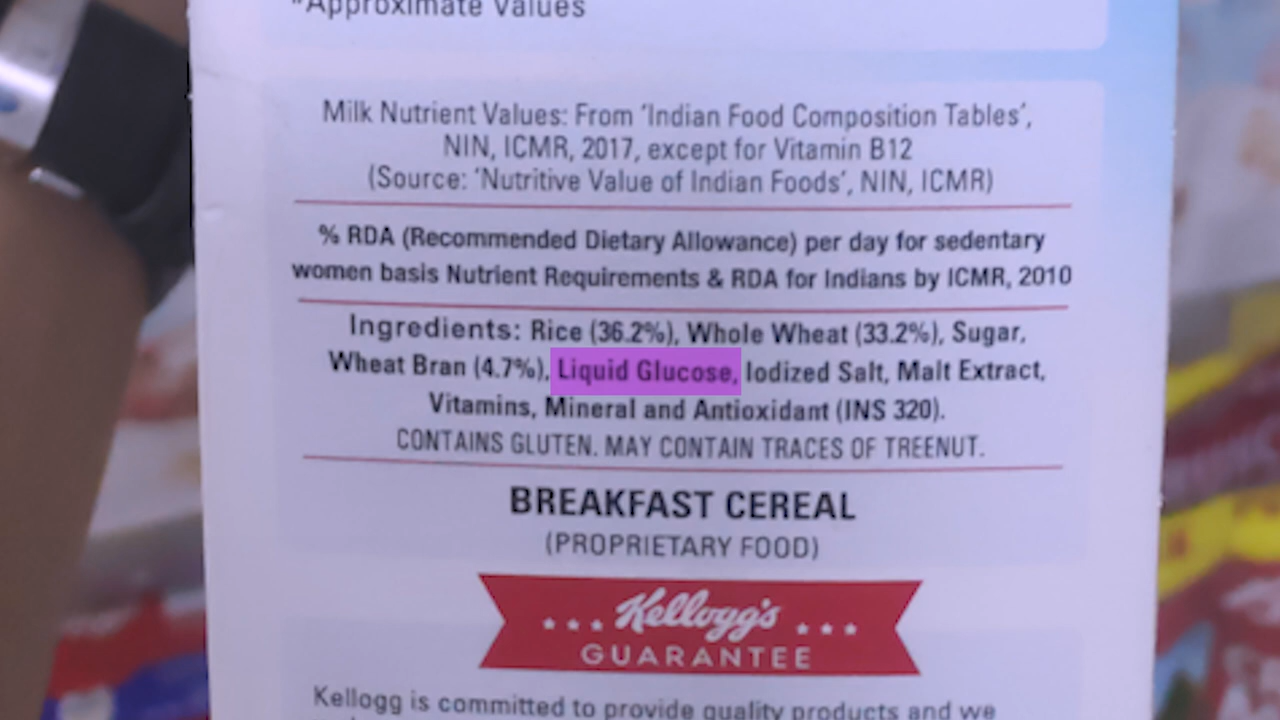 *Approximate Values
Milk Nutrient Values: From 'Indian Food Composition Tables',
NIN, ICMR, 2017, except for Vitamin B12
(Source: 'Nutritive Value of Indian Foods', NIN, ICMR)
% RDA (Recommended Dietary Allowance) per day for sedentary
women basis Nutrient Requirements & RDA for Indians by ICMR, 2010
Ingredients: Rice (36.2%), Whole Wheat (33.2%), Sugar,
Wheat Bran (4.7%), Liquid Glucose, Iodized Salt, Malt Extract,
Vitamins, Mineral and Antioxidant (INS 320).
CONTAINS GLUTEN. MAY CONTAIN TRACES OF TREENUT.
BREAKFAST CEREAL
(PROPRIETARY FOOD)
Kellogg's
GUARANTEE
Kellogg is committed to provide quality products and we